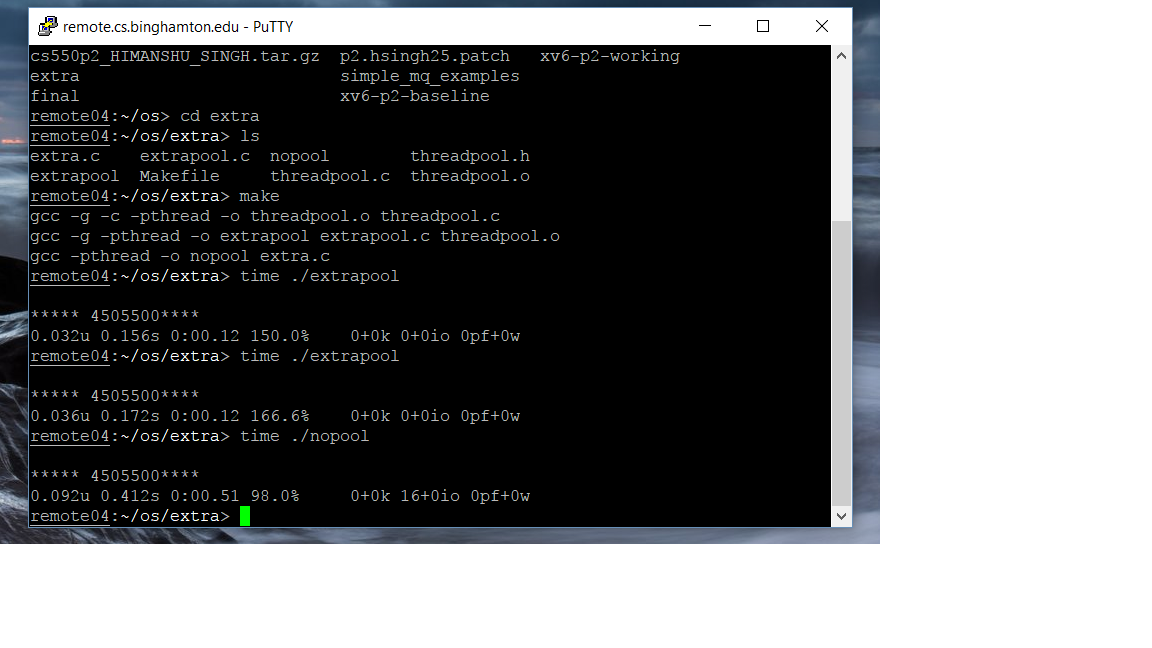 remote.cs.binghamton.edu - PuTTY
cs550p2_HIMANSHU_SINGH.tar.gz  p2.hsingh25.patch   xv6-p2-working
extra                          simple_mq_examples
final                          xv6-p2-baseline
remote04:~/os> cd extra
remote04:~/os/extra> ls
extra.c    extrapool.c  nopool        threadpool.h
extrapool  Makefile     threadpool.c  threadpool.o
remote04:~/os/extra> make
gcc -g -c -pthread -o threadpool.o threadpool.c
gcc -g -pthread -o extrapool extrapool.c threadpool.o
gcc -pthread -o nopool extra.c
remote04:~/os/extra> time ./extrapool
***** 4505500****
0.032u 0.156s 0:00.12 150.0%    0+0k 0+0io 0pf+0w
remote04:~/os/extra> time ./extrapool
***** 4505500****
0.036u 0.172s 0:00.12 166.6%    0+0k 0+0io 0pf+0w
remote04:~/os/extra> time ./nopool
***** 4505500****
0.092u 0.412s 0:00.51 98.0%     0+0k 16+0io 0pf+0w
remote04:~/os/extra>